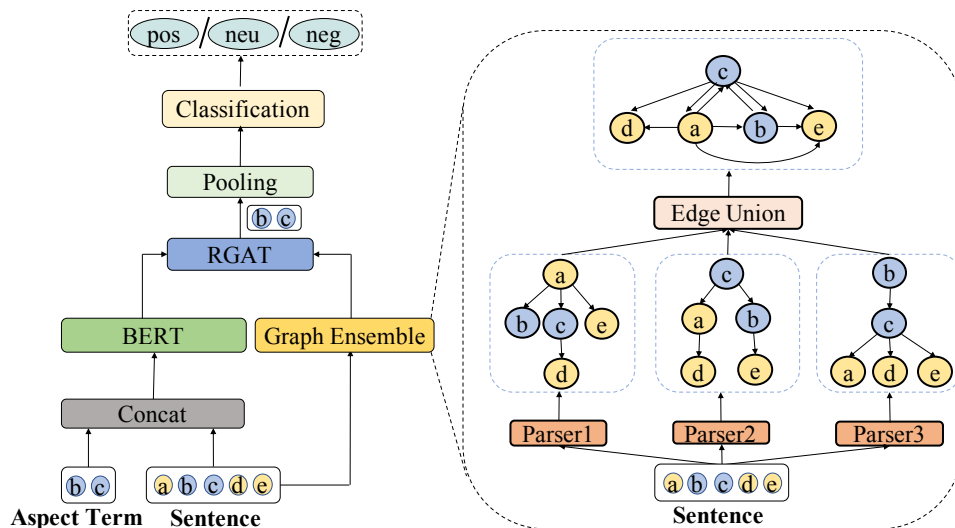 pos / neu / neg
Classification
Pooling
b c
RGAT
BERT
Graph Ensemble
Concat
b c
a b c d e
Aspect Term
Sentence
c
d a b e
Edge Union
a
b c e
d
c
a b
d e
b
c
a d e
Parser1
Parser2
Parser3
a b c d e
Sentence